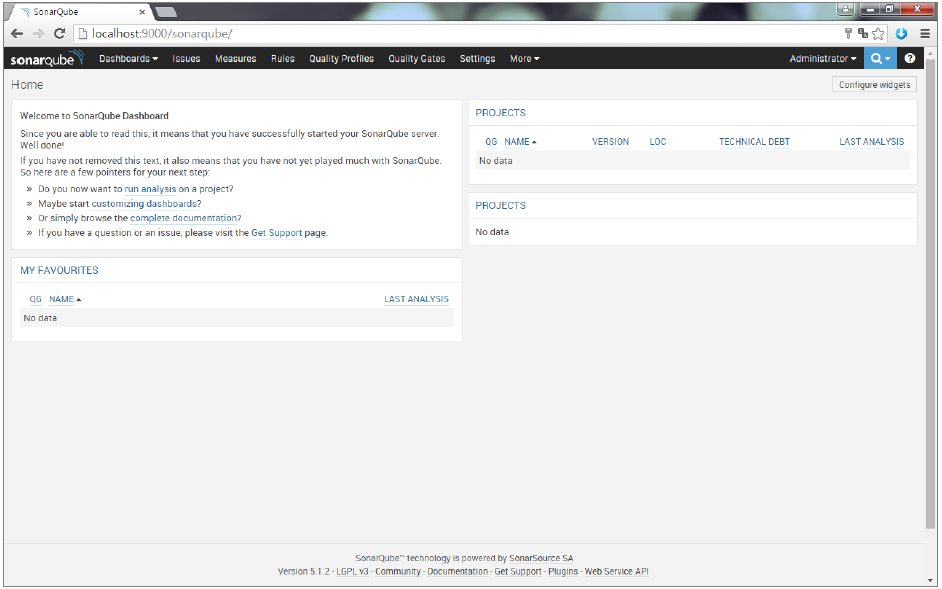 SonarQube
localhost:9000/sonarqube/
sonarqube Dashboards Issues Measures Rules Quality Profiles Quality Gates Settings More Administrator ?
Home Configure widgets
Welcome to SonarQube Dashboard
Since you are able to read this, it means that you have successfully started your SonarQube server.
Well done!
If you have not removed this text, it also means that you have not yet played much with SonarQube.
So here are a few pointers for your next step:
» Do you now want to run analysis on a project?
» Maybe start customizing dashboards?
» Or simply browse the complete documentation?
» If you have a question or an issue, please visit the Get Support page.
MY FAVOURITES
QG NAME LAST ANALYSIS
No data
PROJECTS
QG NAME VERSION LOC TECHNICAL DEBT LAST ANALYSIS
No data
PROJECTS
No data
SonarQube™ technology is powered by SonarSource SA
Version 5.1.2 - LGPL v3 - Community - Documentation - Get Support - Plugins - Web Service API